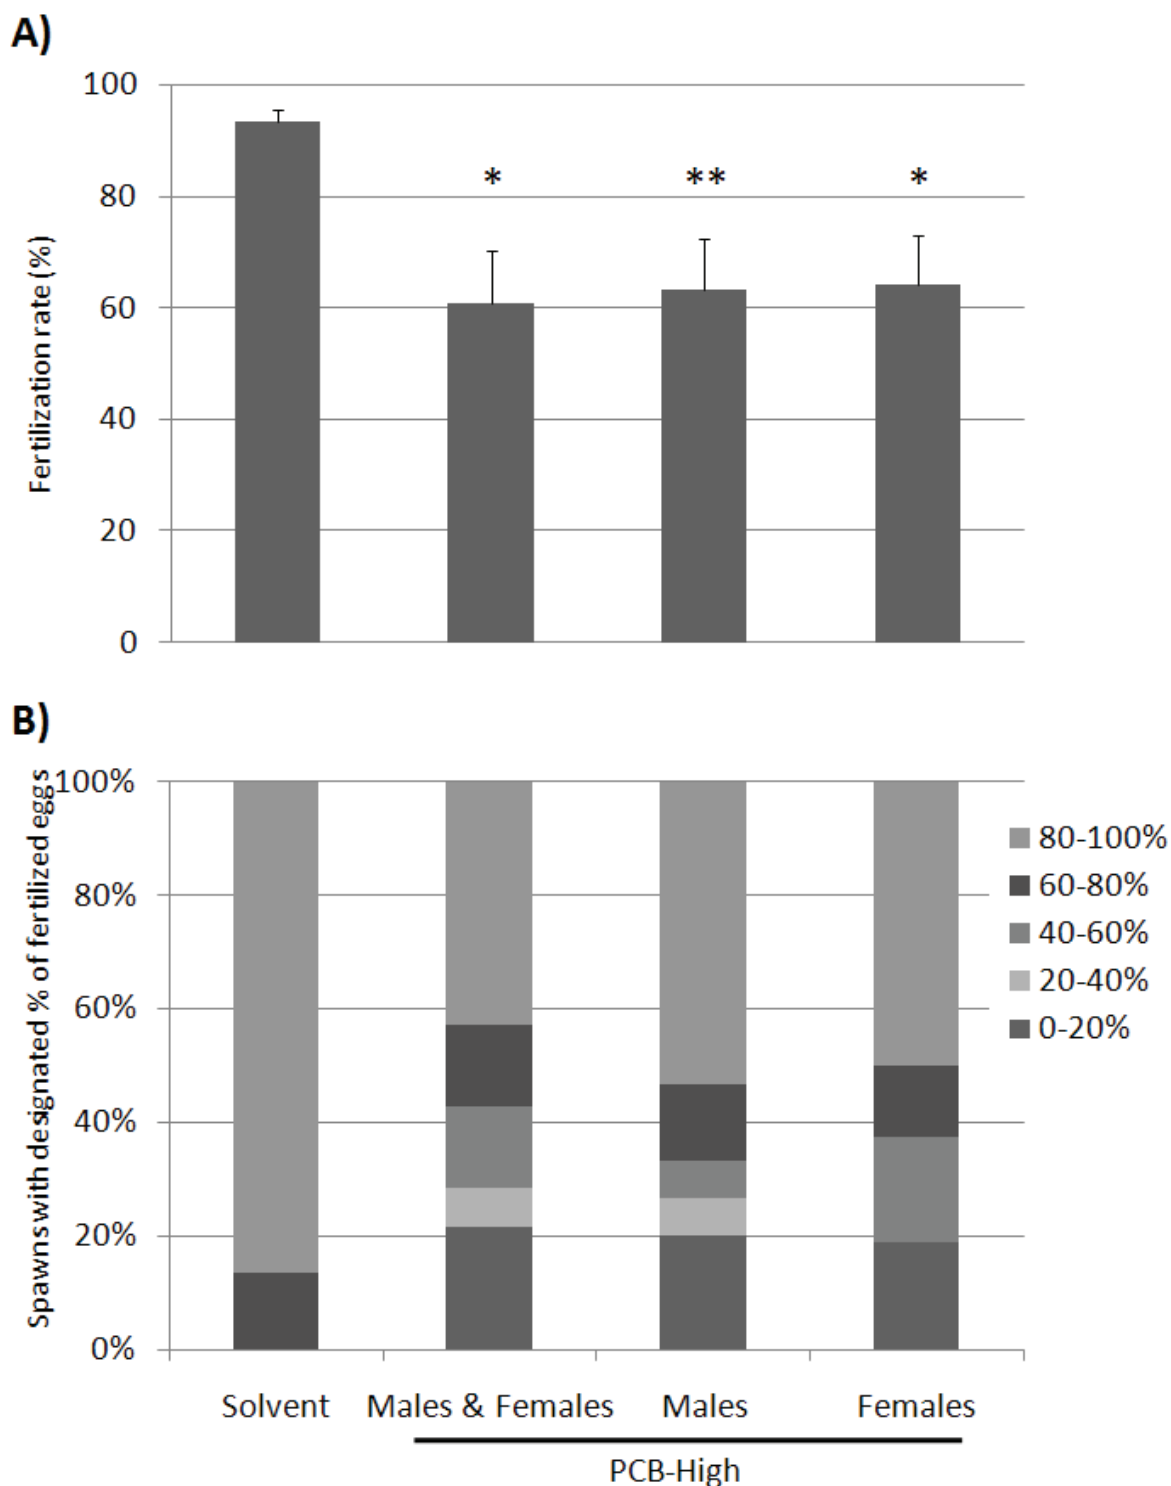 A)
Fertilization rate (%)
100
80
60
40
20
0
*
**
*
B)
Spawns with designated % of fertilized eggs
100%
80%
60%
40%
20%
0%
80-100%
60-80%
40-60%
20-40%
0-20%
Solvent
Males & Females
Males
Females
PCB-High